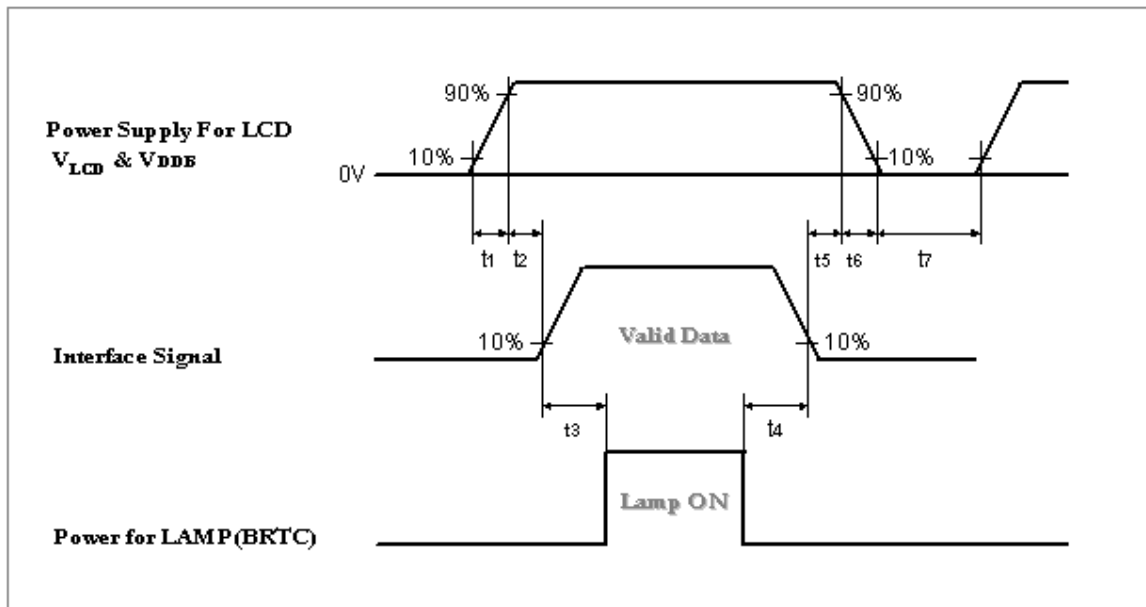 90%
90%
Power Supply For LCD
VLCD & VDDB
10%
10%
0V
t1
t2
t5
t6
t7
Valid Data
10%
10%
Interface Signal
t3
t4
Lamp ON
Power for LAMP(BRTC)